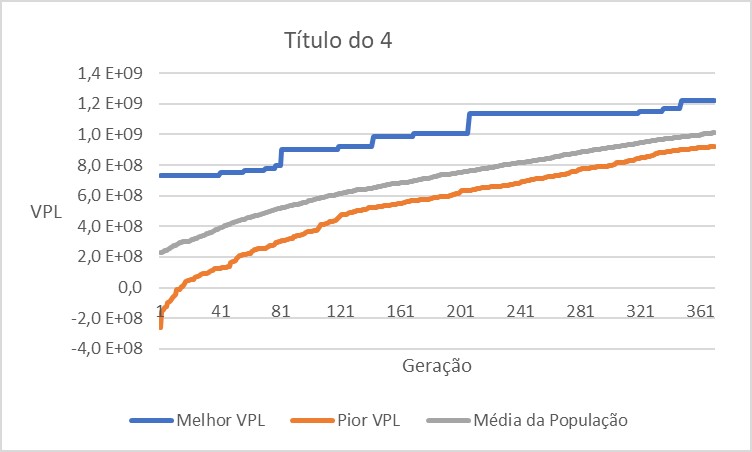 Título do 4
1,4 E+09
1,2 E+09
1,0 E+09
8,0 E+08
6,0 E+08
4,0 E+08
2,0 E+08
0,0
-2,0 E+08
-4,0 E+08
VPL
1 41 81 121 161 201 241 281 321 361
Geração
Melhor VPL Pior VPL Média da População